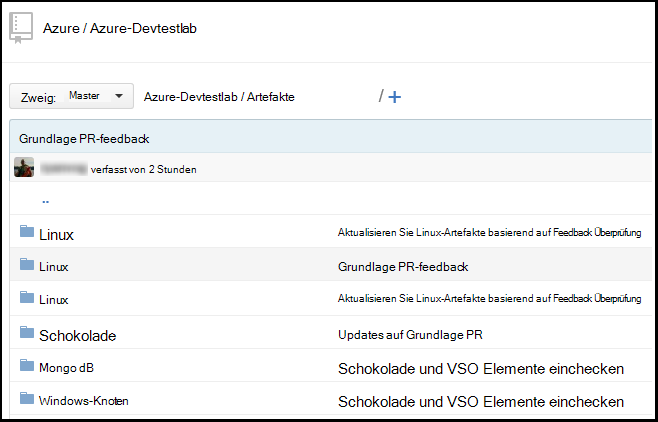 Azure / Azure-Devtestlab
Zweig: Master Azure-Devtestlab / Artefakte / +
Grundlage PR-feedback
verfasst von 2 Stunden
..
Linux Aktualisieren Sie Linux-Artefakte basierend auf Feedback Überprüfung
Linux Grundlage PR-feedback
Linux Aktualisieren Sie Linux-Artefakte basierend auf Feedback Überprüfung
Schokolade Updates auf Grundlage PR
Mongo dB Schokolade und VSO Elemente einchecken
Windows-Knoten Schokolade und VSO Elemente einchecken